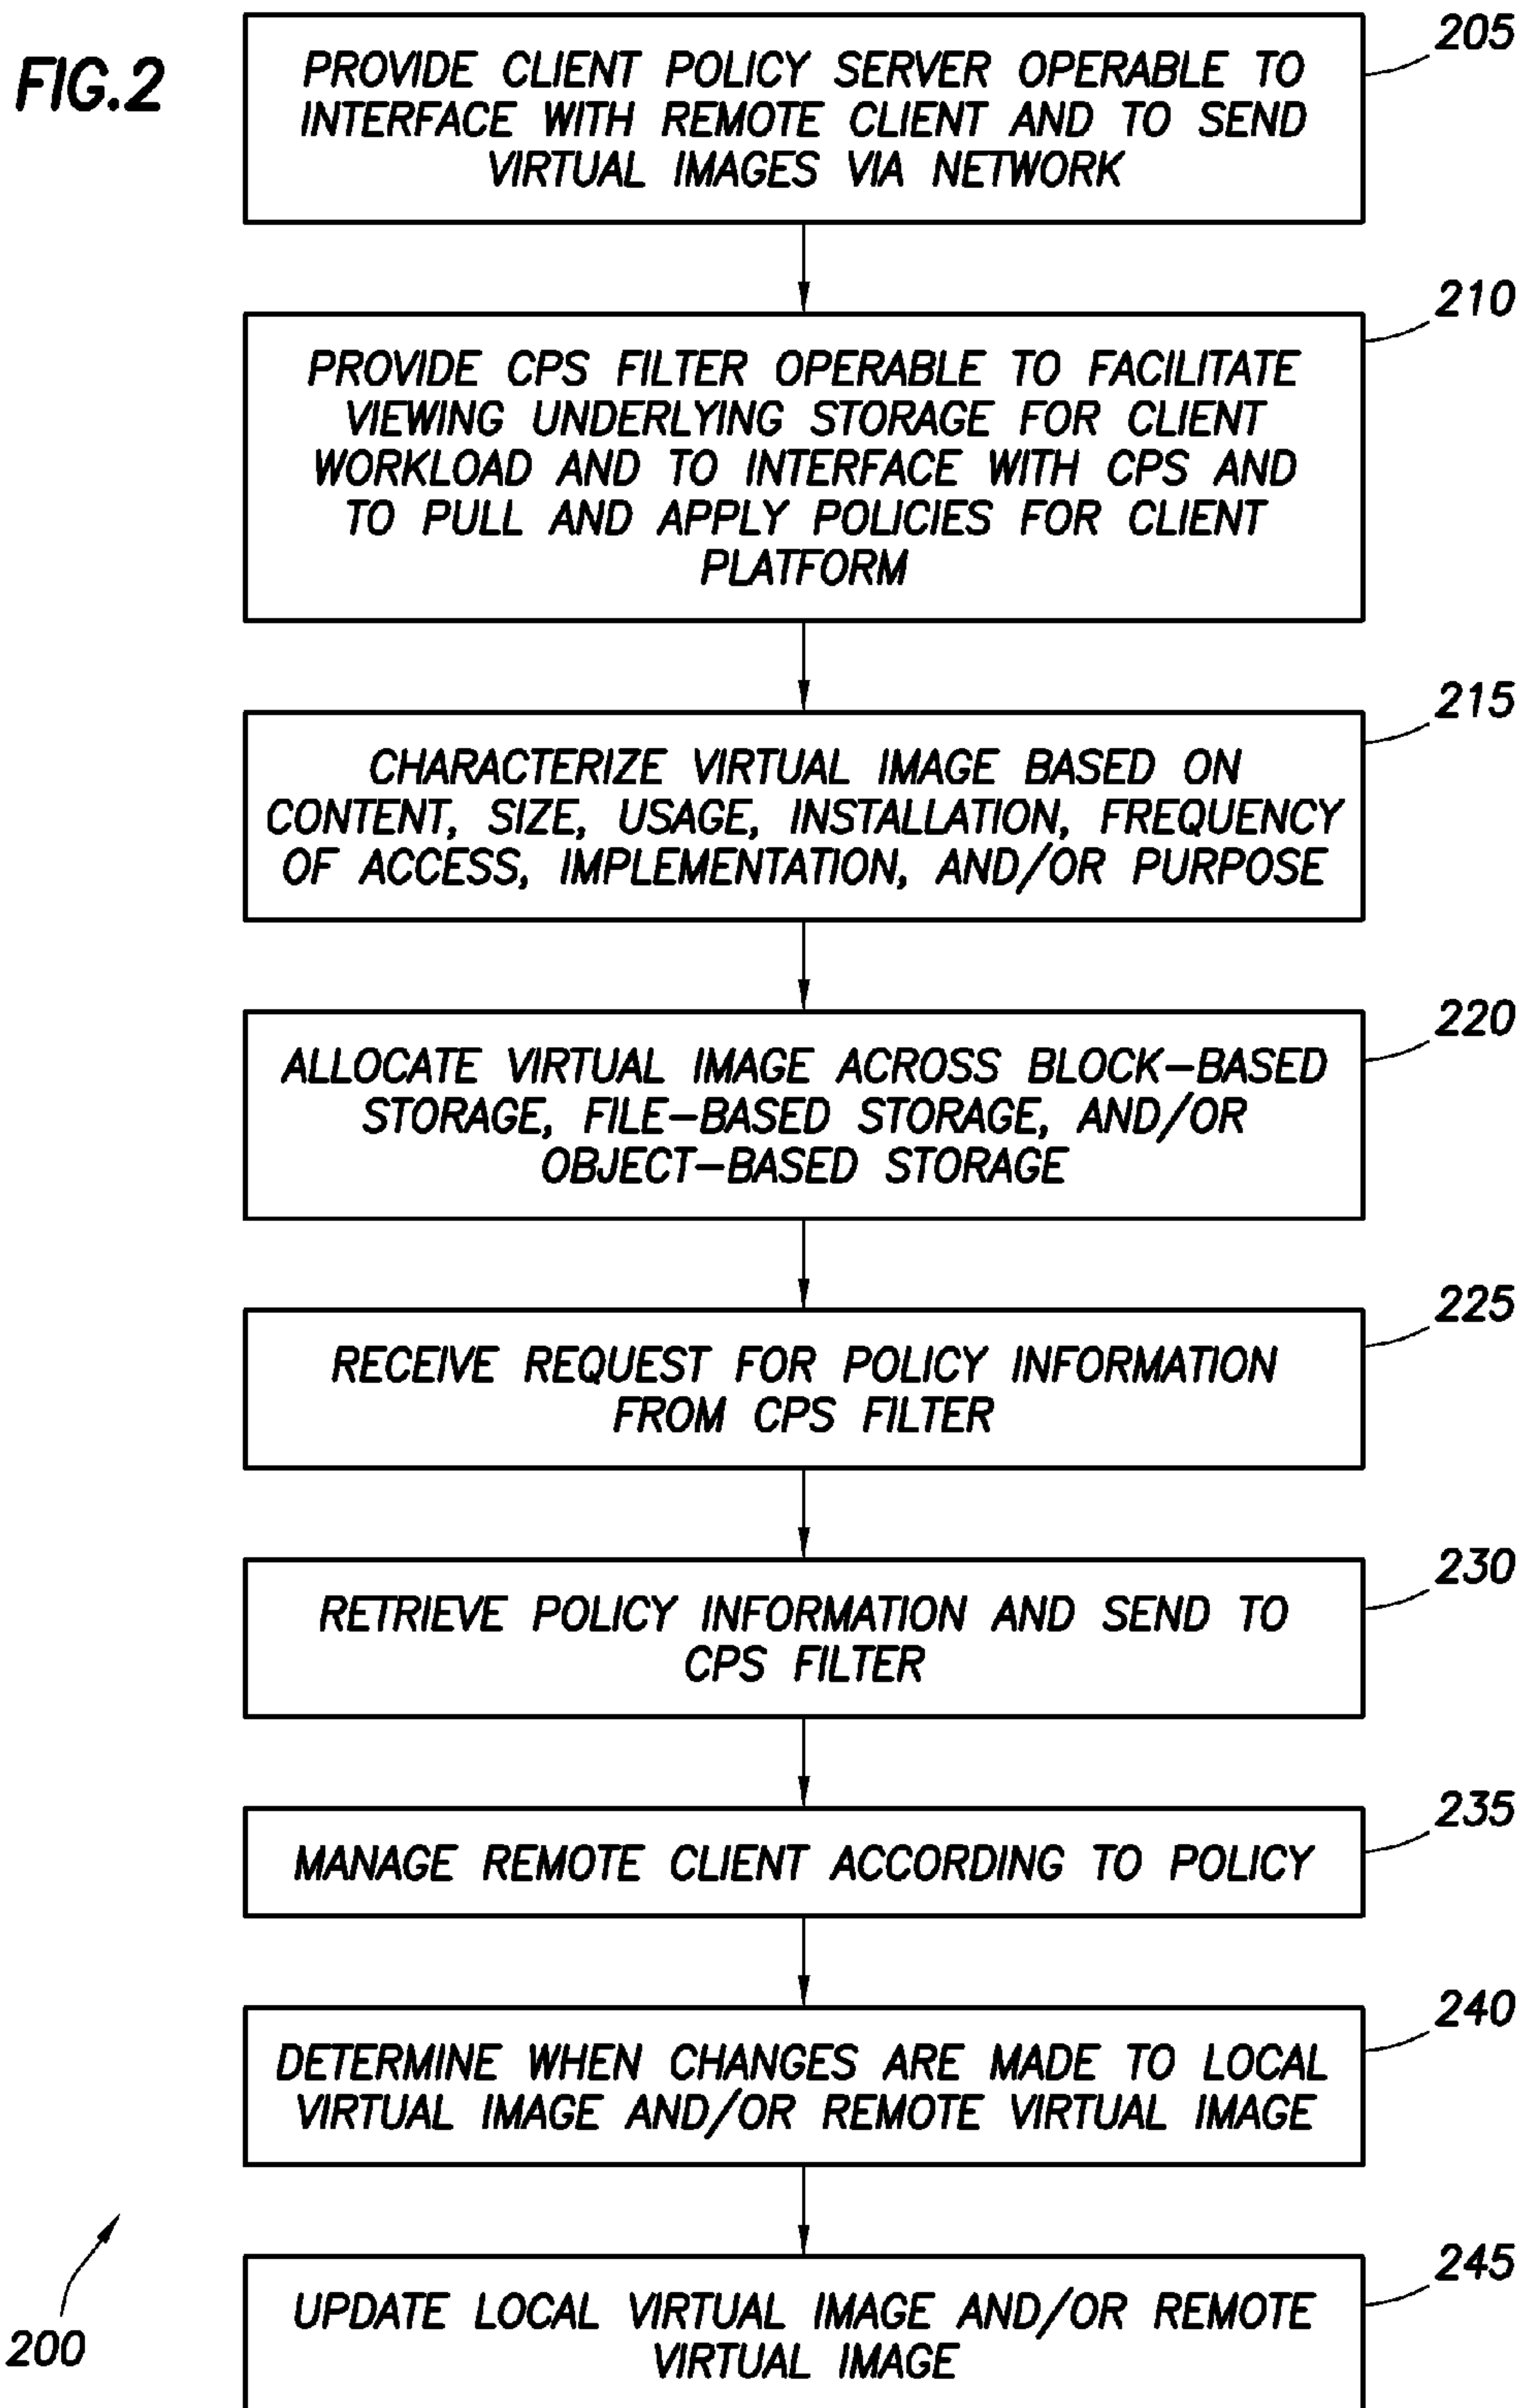 FIG.2
PROVIDE CLIENT POLICY SERVER OPERABLE TO
INTERFACE WITH REMOTE CLIENT AND TO SEND
VIRTUAL IMAGES VIA NETWORK
205
PROVIDE CPS FILTER OPERABLE TO FACILITATE
VIEWING UNDERLYING STORAGE FOR CLIENT
WORKLOAD AND TO INTERFACE WITH CPS AND
TO PULL AND APPLY POLICIES FOR CLIENT
PLATFORM
210
CHARACTERIZE VIRTUAL IMAGE BASED ON
CONTENT, SIZE, USAGE, INSTALLATION, FREQUENCY
OF ACCESS, IMPLEMENTATION, AND/OR PURPOSE
215
ALLOCATE VIRTUAL IMAGE ACROSS BLOCK-BASED
STORAGE, FILE-BASED STORAGE, AND/OR
OBJECT-BASED STORAGE
220
RECEIVE REQUEST FOR POLICY INFORMATION
FROM CPS FILTER
225
RETRIEVE POLICY INFORMATION AND SEND TO
CPS FILTER
230
MANAGE REMOTE CLIENT ACCORDING TO POLICY
235
DETERMINE WHEN CHANGES ARE MADE TO LOCAL
VIRTUAL IMAGE AND/OR REMOTE VIRTUAL IMAGE
240
UPDATE LOCAL VIRTUAL IMAGE AND/OR REMOTE
VIRTUAL IMAGE
245
200